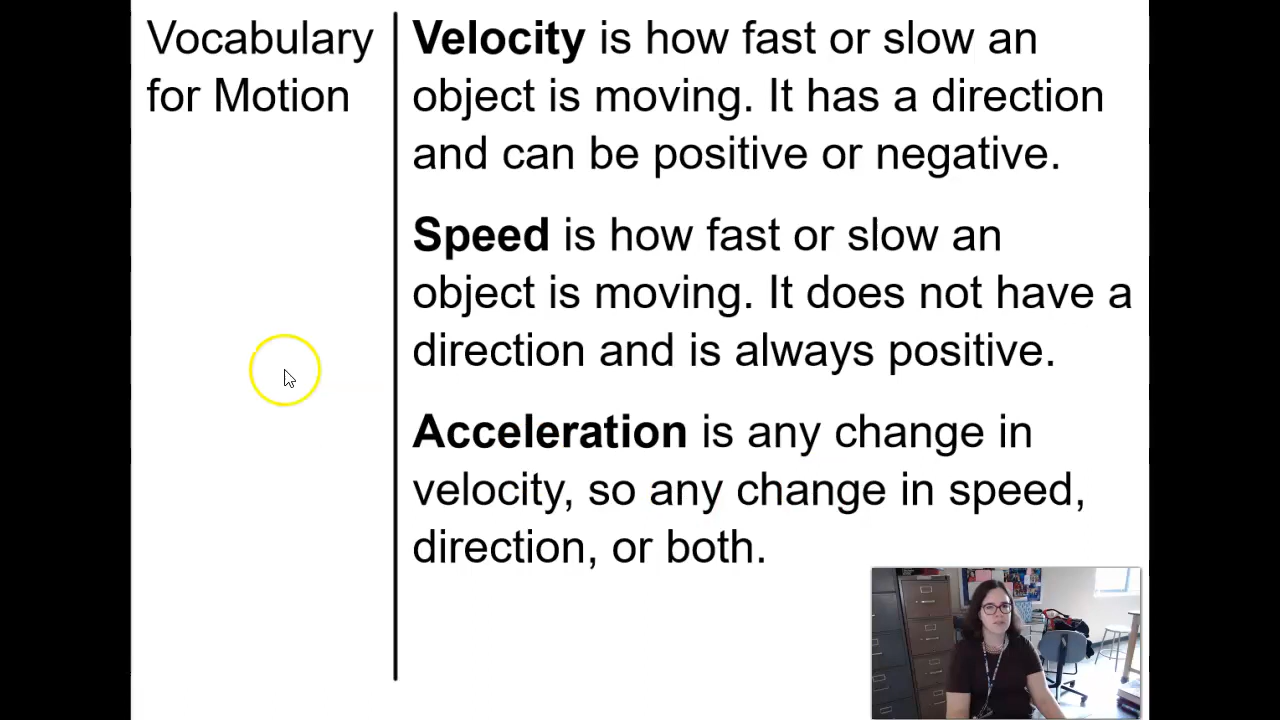 Vocabulary
for Motion
Velocity is how fast or slow an
object is moving. It has a direction
and can be positive or negative.
Speed is how fast or slow an
object is moving. It does not have a
direction and is always positive.
Acceleration is any change in
velocity, so any change in speed,
direction, or both.